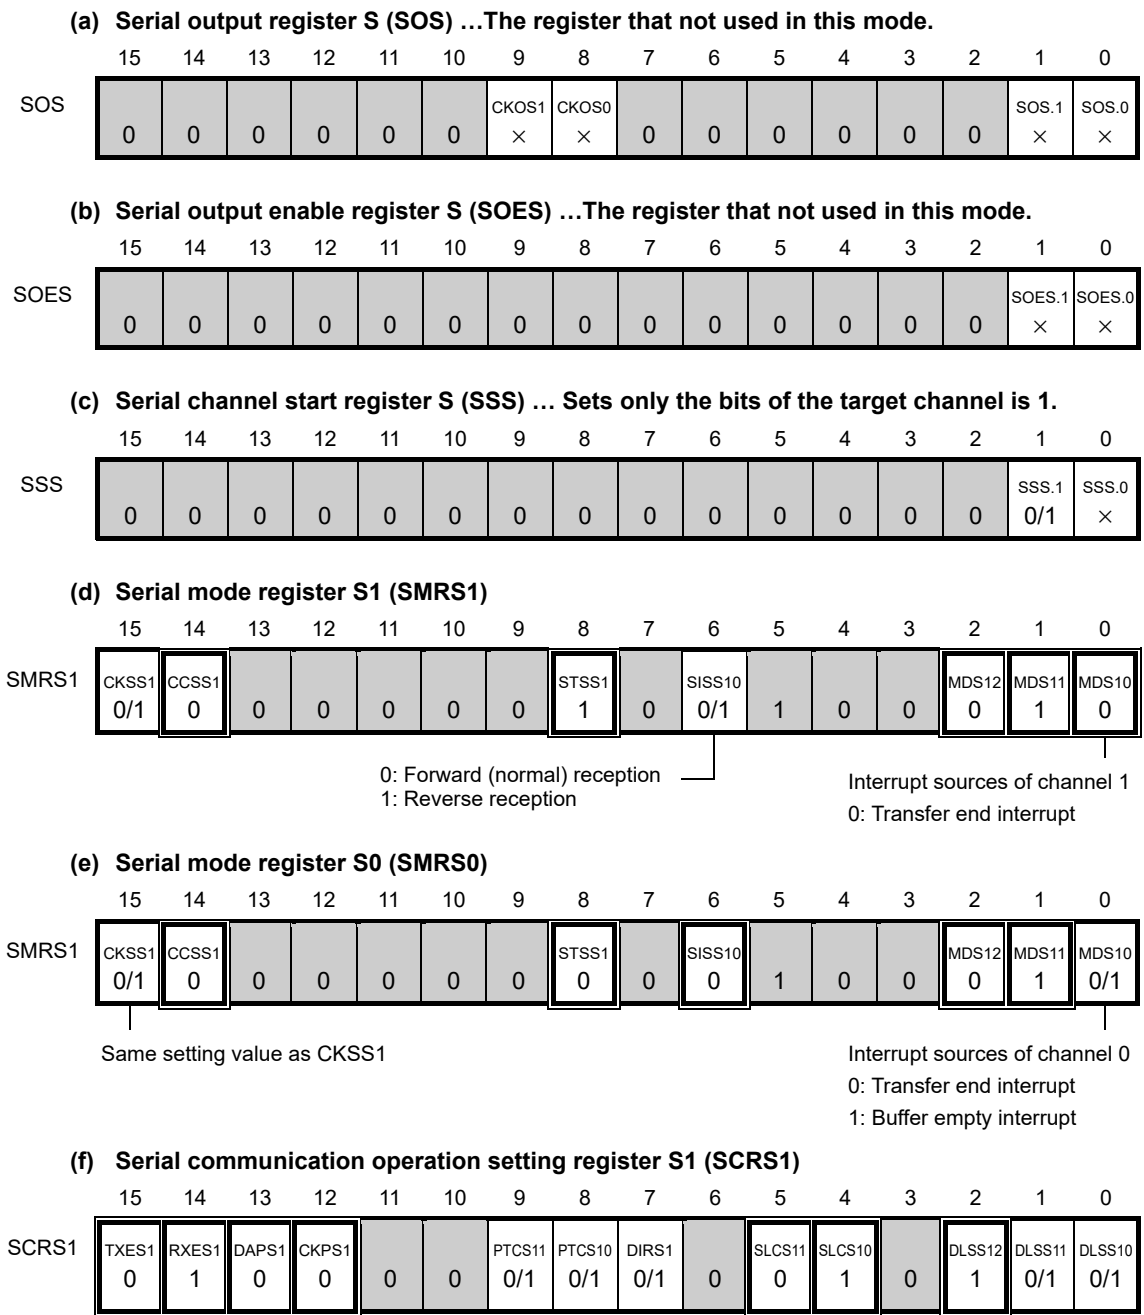 (a) Serial output register S (SOS) …The register that not used in this mode.
15 14 13 12 11 10 9 8 7 6 5 4 3 2 1 0
SOS
CKOS1 CKOS0 SOS.1 SOS.0
0 0 0 0 0 0 × × 0 0 0 0 0 0 × ×
(b) Serial output enable register S (SOES) …The register that not used in this mode.
15 14 13 12 11 10 9 8 7 6 5 4 3 2 1 0
SOES
SOES.1 SOES.0
0 0 0 0 0 0 0 0 0 0 0 0 0 0 × ×
(c) Serial channel start register S (SSS) … Sets only the bits of the target channel is 1.
15 14 13 12 11 10 9 8 7 6 5 4 3 2 1 0
SSS
SSS.1 SSS.0
0 0 0 0 0 0 0 0 0 0 0 0 0 0 0/1 ×
(d) Serial mode register S1 (SMRS1)
15 14 13 12 11 10 9 8 7 6 5 4 3 2 1 0
SMRS1
CKSS1 CCSS1 STSS1 SISS10 MDS12 MDS11 MDS10
0/1 0 0 0 0 0 0 1 0 0/1 1 0 0 0 1 0
0: Forward (normal) reception
1: Reverse reception
Interrupt sources of channel 1
0: Transfer end interrupt
(e) Serial mode register S0 (SMRS0)
15 14 13 12 11 10 9 8 7 6 5 4 3 2 1 0
SMRS1
CKSS1 CCSS1 STSS1 SISS10 MDS12 MDS11 MDS10
0/1 0 0 0 0 0 0 0 0 0 1 0 0 0 1 0/1
Same setting value as CKSS1
Interrupt sources of channel 0
0: Transfer end interrupt
1: Buffer empty interrupt
(f) Serial communication operation setting register S1 (SCRS1)
15 14 13 12 11 10 9 8 7 6 5 4 3 2 1 0
SCRS1
TXES1 RXES1 DAPS1 CKPS1 PTCS11 PTCS10 DIRS1 SLCS11 SLCS10 DLSS12 DLSS11 DLSS10
0 1 0 0 0 0 0/1 0/1 0/1 0 0 1 0 1 0/1 0/1